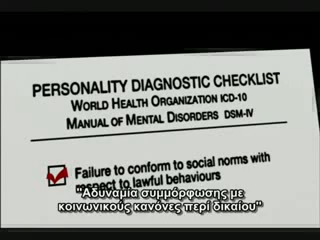 PERSONALITY DIAGNOSTIC CHECKLIST
WORLD HEALTH ORGANIZATION ICD-10
MANUAL OF MENTAL DISORDERS DSM-IV
Failure to conform to social norms with
respect to lawful behaviours
"Αδυναμία συμμόρφωσης με
κοινωνικούς κανόνες περί δικαίου"